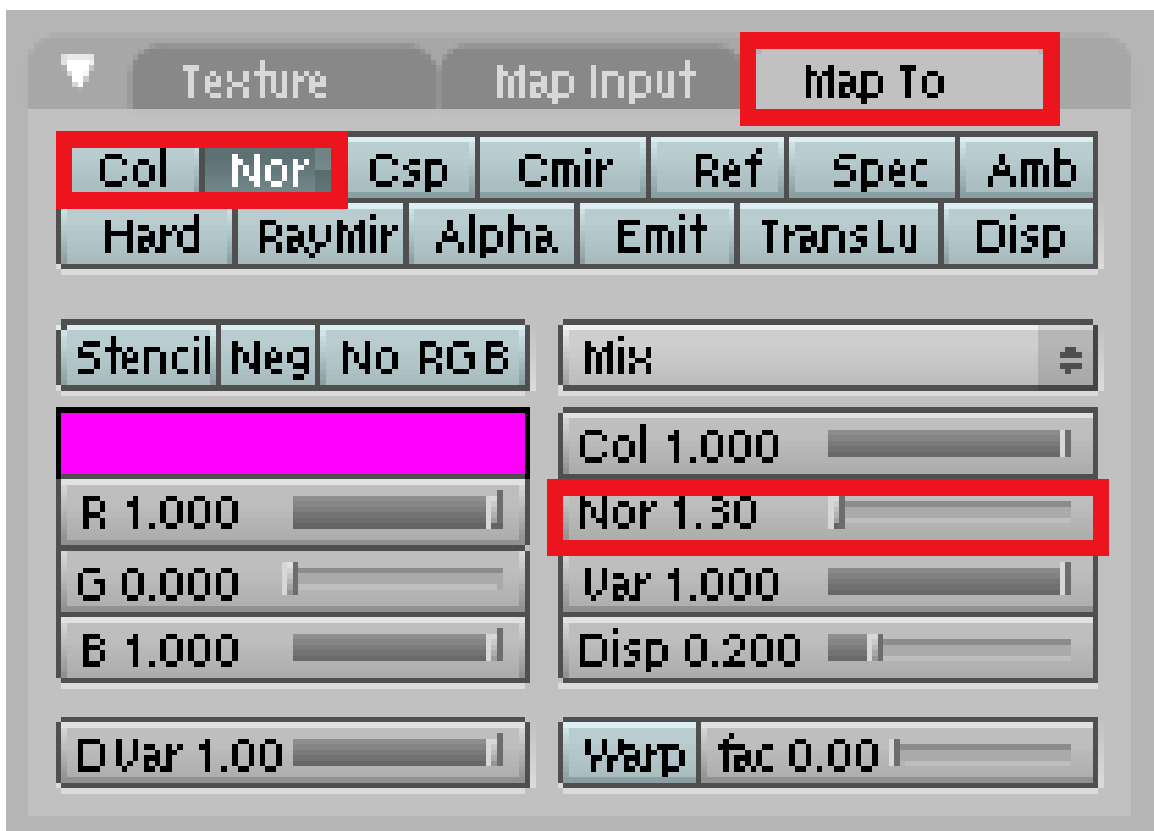 Texture Map Input Map To
Col Nor Csp Cmir Ref Spec Amb
Hard RayMir Alpha Emit TransLu Disp
Stencil Neg No RGB Mix
Col 1.000
R 1.000 Nor 1.30
G 0.000 Var 1.000
B 1.000 Disp 0.200
DVar 1.00 Warp fac 0.00